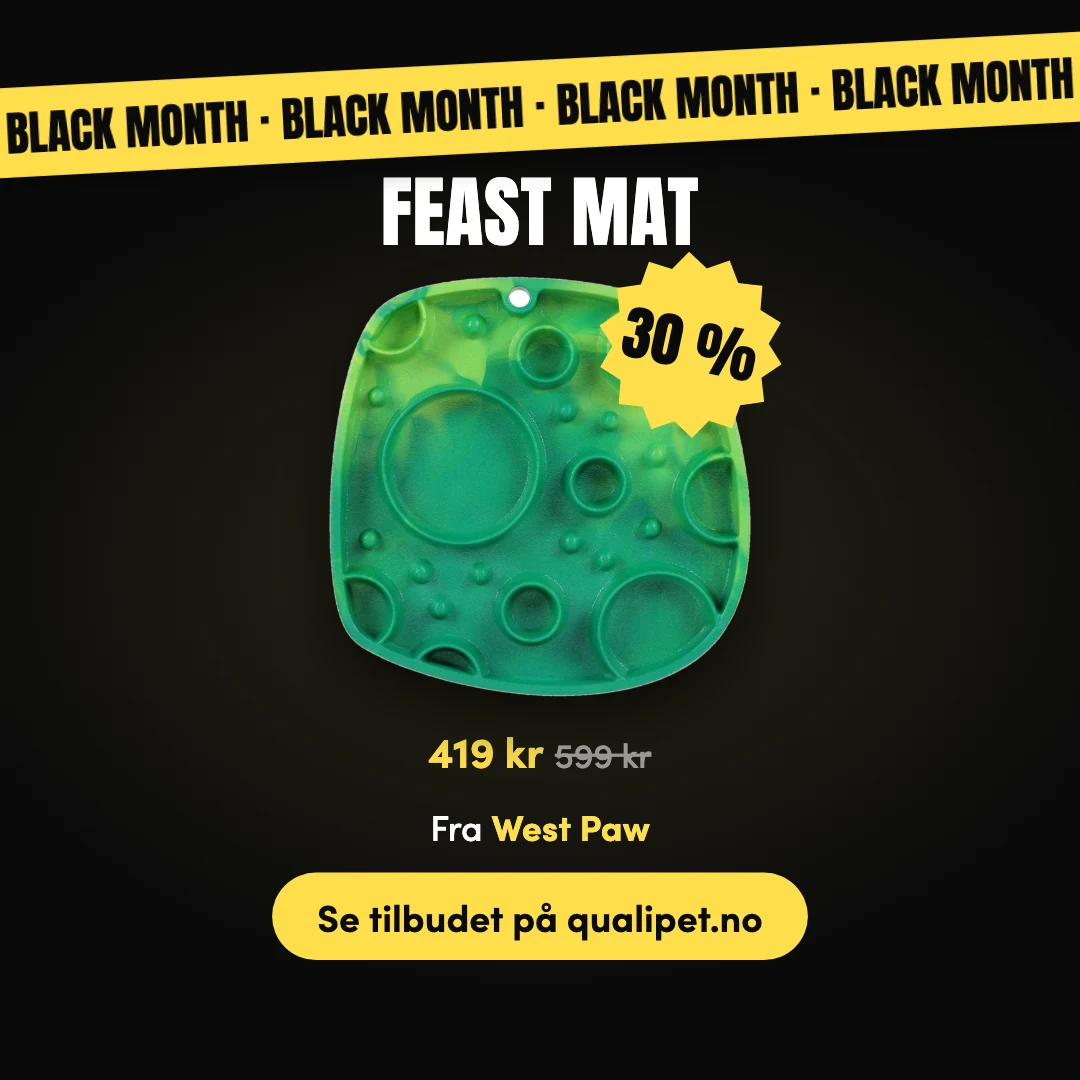 BLACK MONTH · BLACK MONTH · BLACK MONTH · BLACK MONTH
FEAST MAT
30 %
419 kr 599 kr
Fra West Paw
Se tilbudet på qualipet.no